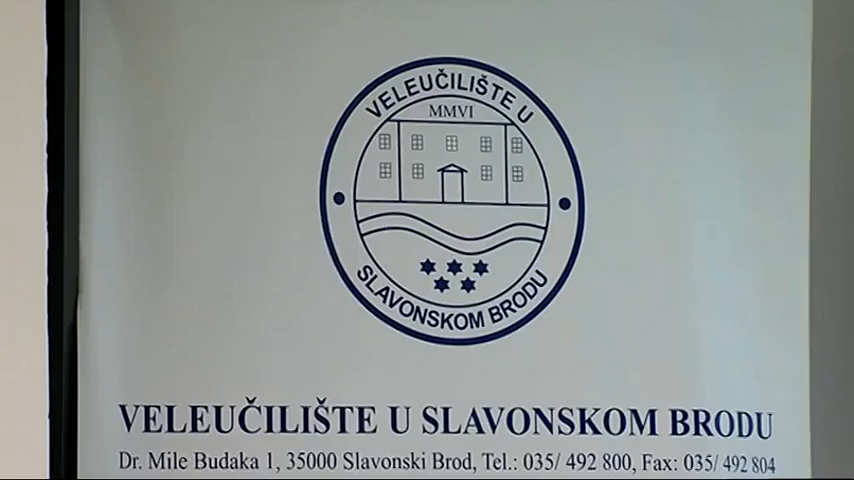 VELEUČILIŠTE U
MMVI
SLAVONSKOM BRODU
VELEUČILIŠTE U SLAVONSKOM BRODU
Dr. Mile Budaka 1, 35000 Slavonski Brod, Tel.: 035/ 492 800, Fax: 035/ 492 804